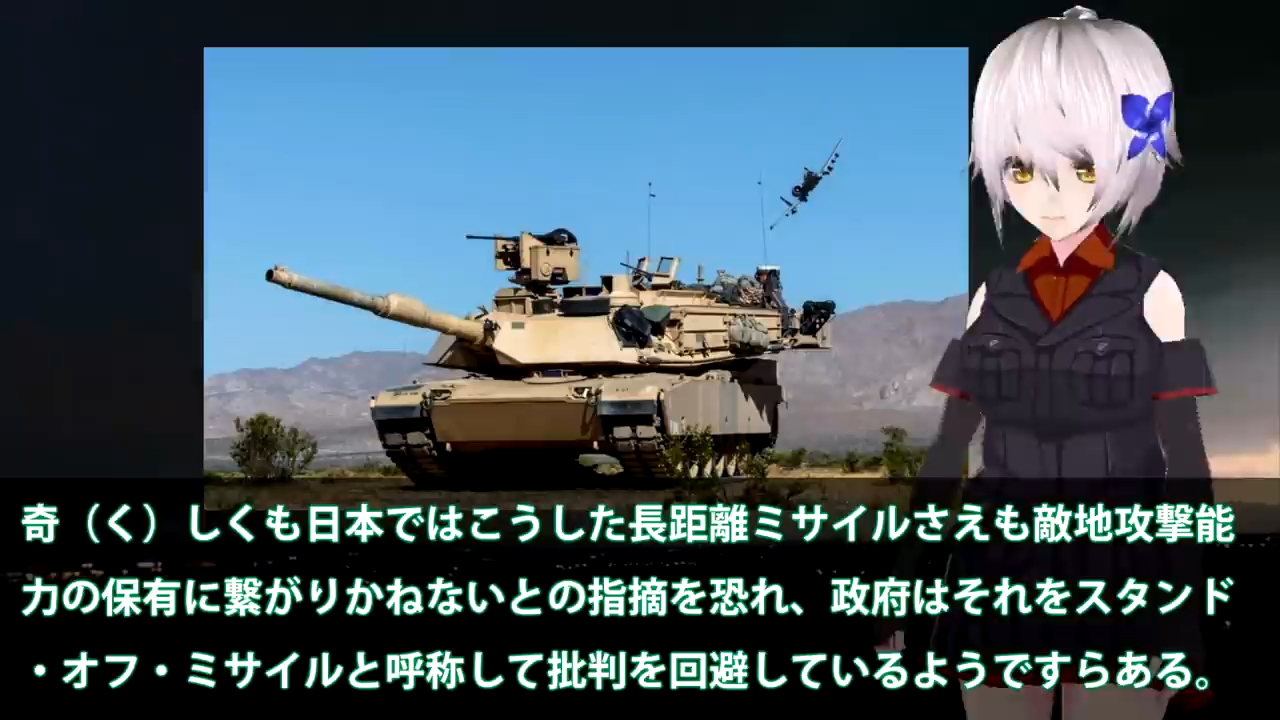 奇（く）しくも日本ではこうした長距離ミサイルさえも敵地攻撃能
力の保有に繋がりかねないとの指摘を恐れ、政府はそれをスタンド
・オフ・ミサイルと呼称して批判を回避しているようですらある。